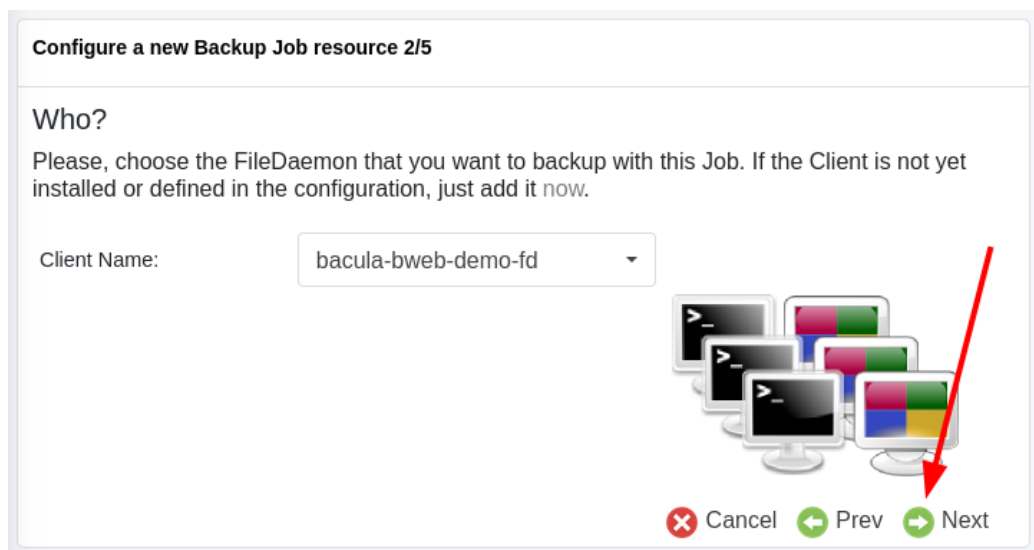 Configure a new Backup Job resource 2/5
Who?
Please, choose the FileDaemon that you want to backup with this Job. If the Client is not yet
installed or defined in the configuration, just add it now.
Client Name: bacula-bweb-demo-fd
>_
>_
>_
Cancel Prev Next